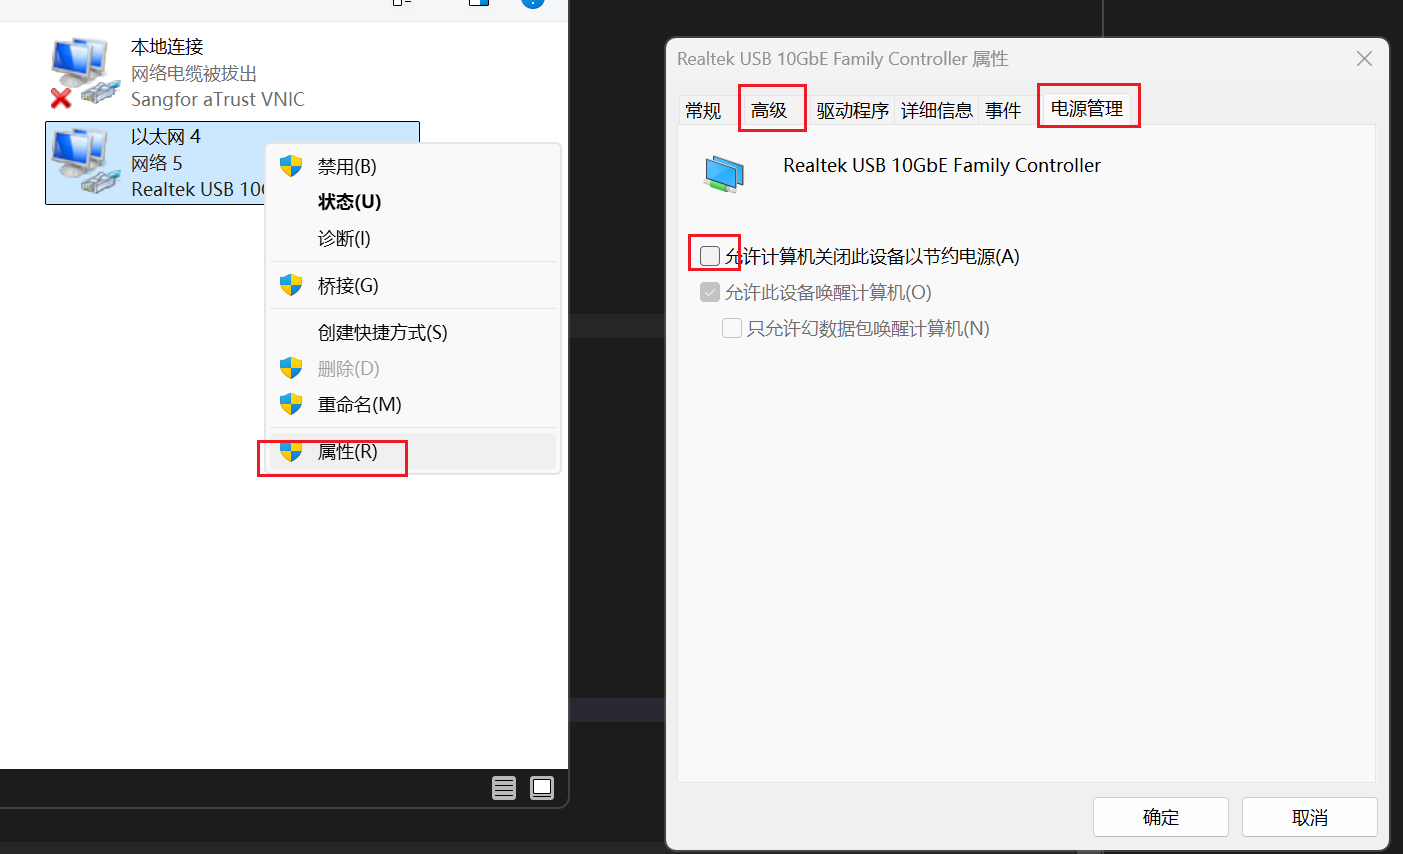 本地连接
网络电缆被拔出
Sangfor aTrust VNIC
以太网 4
网络 5
Realtek USB 10G
禁用(B)
状态(U)
诊断(I)
桥接(G)
创建快捷方式(S)
删除(D)
重命名(M)
属性(R)
Realtek USB 10GbE Family Controller 属性
常规 高级 驱动程序 详细信息 事件 电源管理
Realtek USB 10GbE Family Controller
允许计算机关闭此设备以节约电源(A)
允许此设备唤醒计算机(O)
只允许幻数据包唤醒计算机(N)
确定 取消